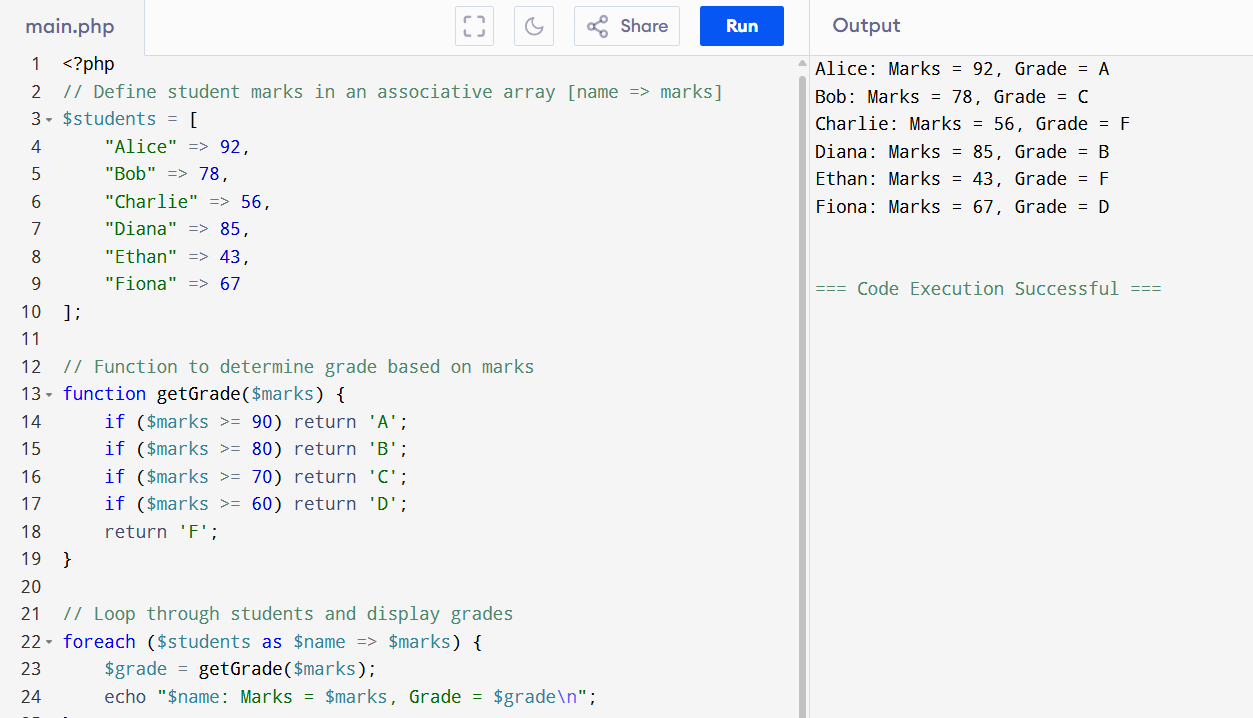 main.php
Share
Run
Output
1 <?php
2 // Define student marks in an associative array [name => marks]
3 $students = [
4     "Alice" => 92,
5     "Bob" => 78,
6     "Charlie" => 56,
7     "Diana" => 85,
8     "Ethan" => 43,
9     "Fiona" => 67
10 ];
11
12 // Function to determine grade based on marks
13 function getGrade($marks) {
14     if ($marks >= 90) return 'A';
15     if ($marks >= 80) return 'B';
16     if ($marks >= 70) return 'C';
17     if ($marks >= 60) return 'D';
18     return 'F';
19 }
20
21 // Loop through students and display grades
22 foreach ($students as $name => $marks) {
23     $grade = getGrade($marks);
24     echo "$name: Marks = $marks, Grade = $grade\n";
Alice: Marks = 92, Grade = A
Bob: Marks = 78, Grade = C
Charlie: Marks = 56, Grade = F
Diana: Marks = 85, Grade = B
Ethan: Marks = 43, Grade = F
Fiona: Marks = 67, Grade = D
=== Code Execution Successful ===